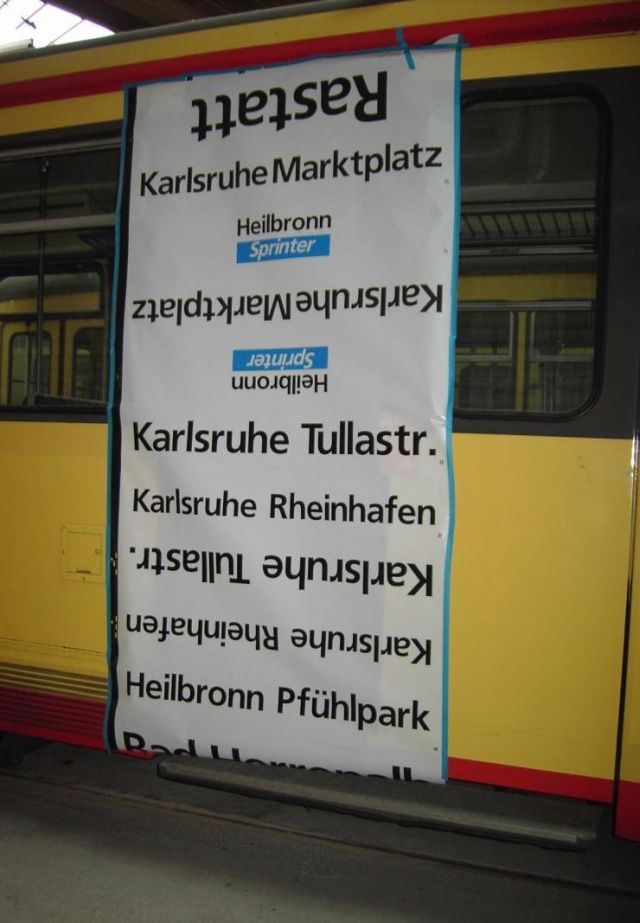 Rastatt
Karlsruhe Marktplatz
Heilbronn
Sprinter
Karlsruhe Marktplatz
Sprinter
Heilbronn
Karlsruhe Tullastr.
Karlsruhe Rheinhafen
Karlsruhe Tullastr.
Karlsruhe Rheinhafen
Heilbronn Pfühlpark
Bad